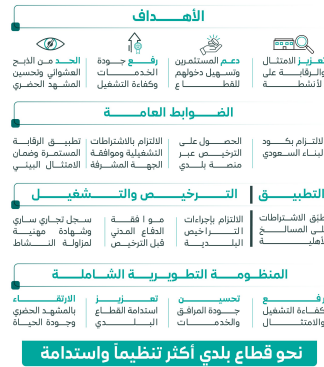 الأهداف
تعزيز الامتثال
والرقابة على
الأنشطة
دعم المستثمرين
وتسهيل دخولهم
للقطاع
رفع جودة
الخدمات
وكفاءة التشغيل
الحد من الذبح
العشوائي وتحسين
المشهد الحضري
الضوابط العامة
الالتزام بكود
البناء السعودي
الحصول على
الترخيص عبر
منصة بلدي
الالتزام بالاشتراطات
التشغيلية وموافقة
الجهة المشرفة
تطبيق الرقابة
المستمرة وضمان
الامتثال البيئي
التطبيق
تطبق الاشتراطات
على المسالخ
الأهلية
الترخيص والتشغيل
الالتزام بإجراءات
التراخيص
البلدية
موافقة
الدفاع المدني
قبل الترخيص
سجل تجاري ساري
وشهادة مهنية
لمزاولة النشاط
المنظومة التطويرية الشاملة
رفع
كفاءة التشغيل
والامتثال
تحسين
جودة المرافق
والخدمات
تعزيز
استدامة القطاع
البلدي
الارتقاء
بالمشهد الحضري
وجودة الحياة
نحو قطاع بلدي أكثر تنظيماً واستدامة